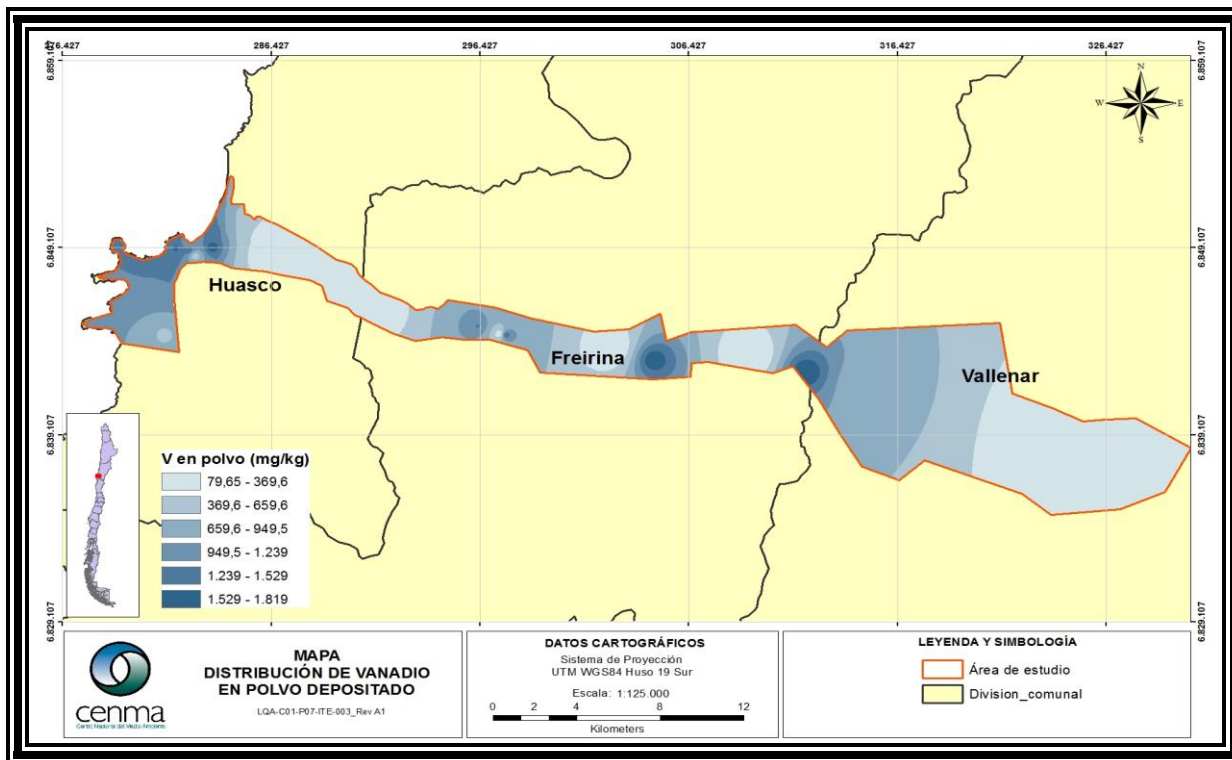 276.427 286.427 296.427 306.427 316.427 326.427
6.859.107 6.859.107
N
W E
S
6.849.107 6.849.107
Huasco
Freirina
Vallenar
6.839.107 6.839.107
V en polvo (mg/kg)
79,65 - 369,6
369,6 - 659,6
659,6 - 949,5
949,5 - 1.239
1.239 - 1.529
1.529 - 1.819
6.829.107 6.829.107
cenma
Centro Nacional del Medio Ambiente
MAPA
DISTRIBUCIÓN DE VANADIO
EN POLVO DEPOSITADO
LQA-C01-P07-ITE-003_Rev A1
DATOS CARTOGRÁFICOS
Sistema de Proyección
UTM WGS84 Huso 19 Sur
Escala: 1:125.000
0 2 4 8 12
Kilometers
LEYENDA Y SIMBOLOGÍA
Área de estudio
Division_comunal